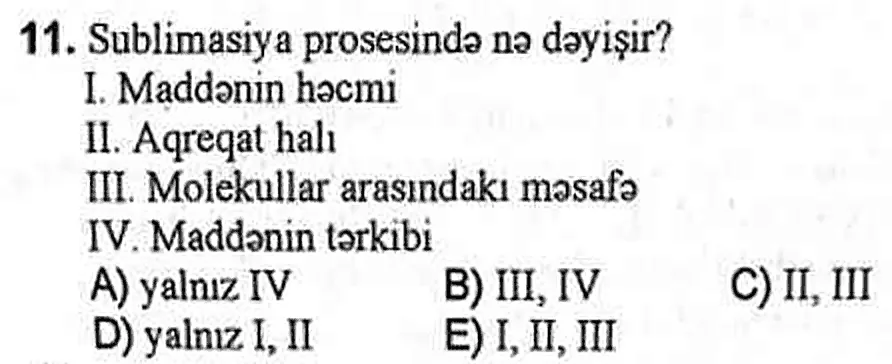 11. Sublimasiya prosesində nə dəyişir?
I. Maddənin həcmi
II. Aqreqat halı
III. Molekullar arasındakı məsafə
IV. Maddənin tərkibi
A) yalnız IV B) III, IV C) II, III
D) yalnız I, II E) I, II, III